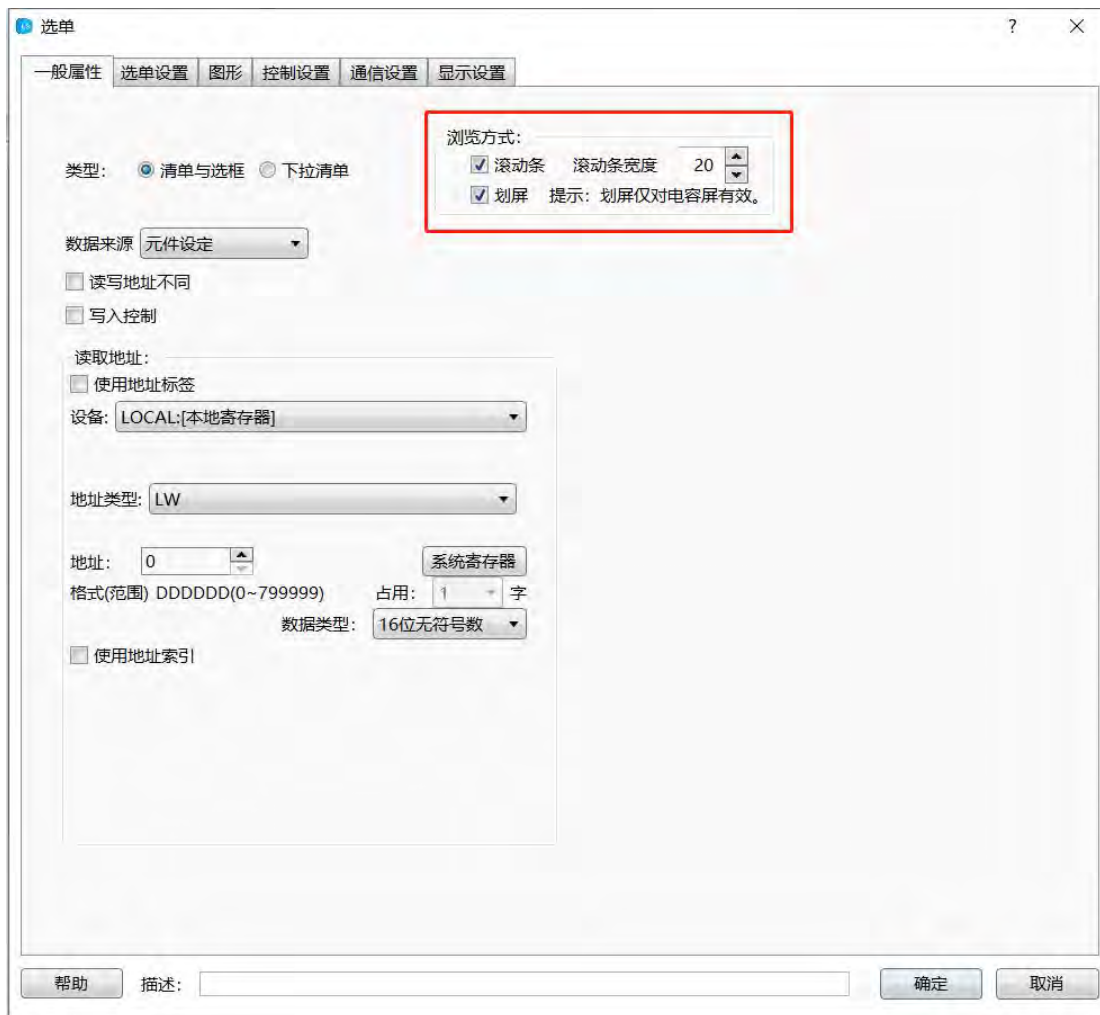 选单
一般属性 选单设置 图形 控制设置 通信设置 显示设置
浏览方式:
类型: 清单与选框 下拉清单
滚动条 滚动条宽度 20
划屏 提示: 划屏仅对电容屏有效。
数据来源 元件设定
读写地址不同
写入控制
读取地址:
使用地址标签
设备: LOCAL:[本地寄存器]
地址类型: LW
地址: 0 系统寄存器
格式(范围) DDDDDD(0~799999) 占用: 1 字
数据类型: 16位无符号数
使用地址索引
帮助 描述: 确定 取消